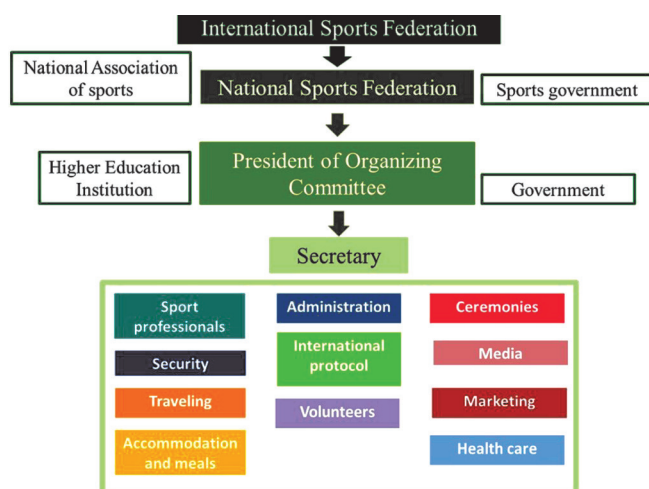 International Sports Federation
National Association
of sports
National Sports Federation
Sports government
Higher Education
Institution
President of Organizing
Committee
Government
Secretary
Sport
professionals
Administration
Ceremonies
Security
International
protocol
Media
Traveling
Volunteers
Marketing
Accommodation
and meals
Health care